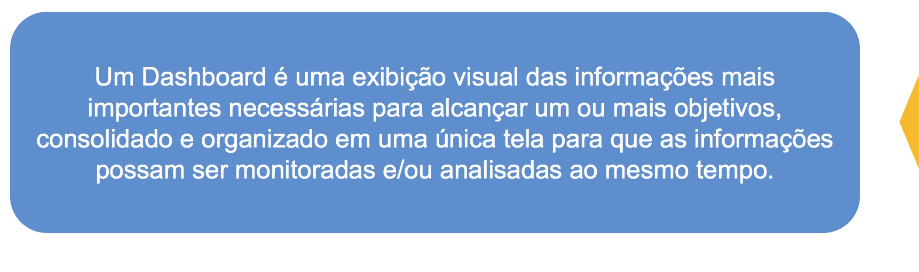 Um Dashboard é uma exibição visual das informações mais
importantes necessárias para alcançar um ou mais objetivos,
consolidado e organizado em uma única tela para que as informações
possam ser monitoradas e/ou analisadas ao mesmo tempo.